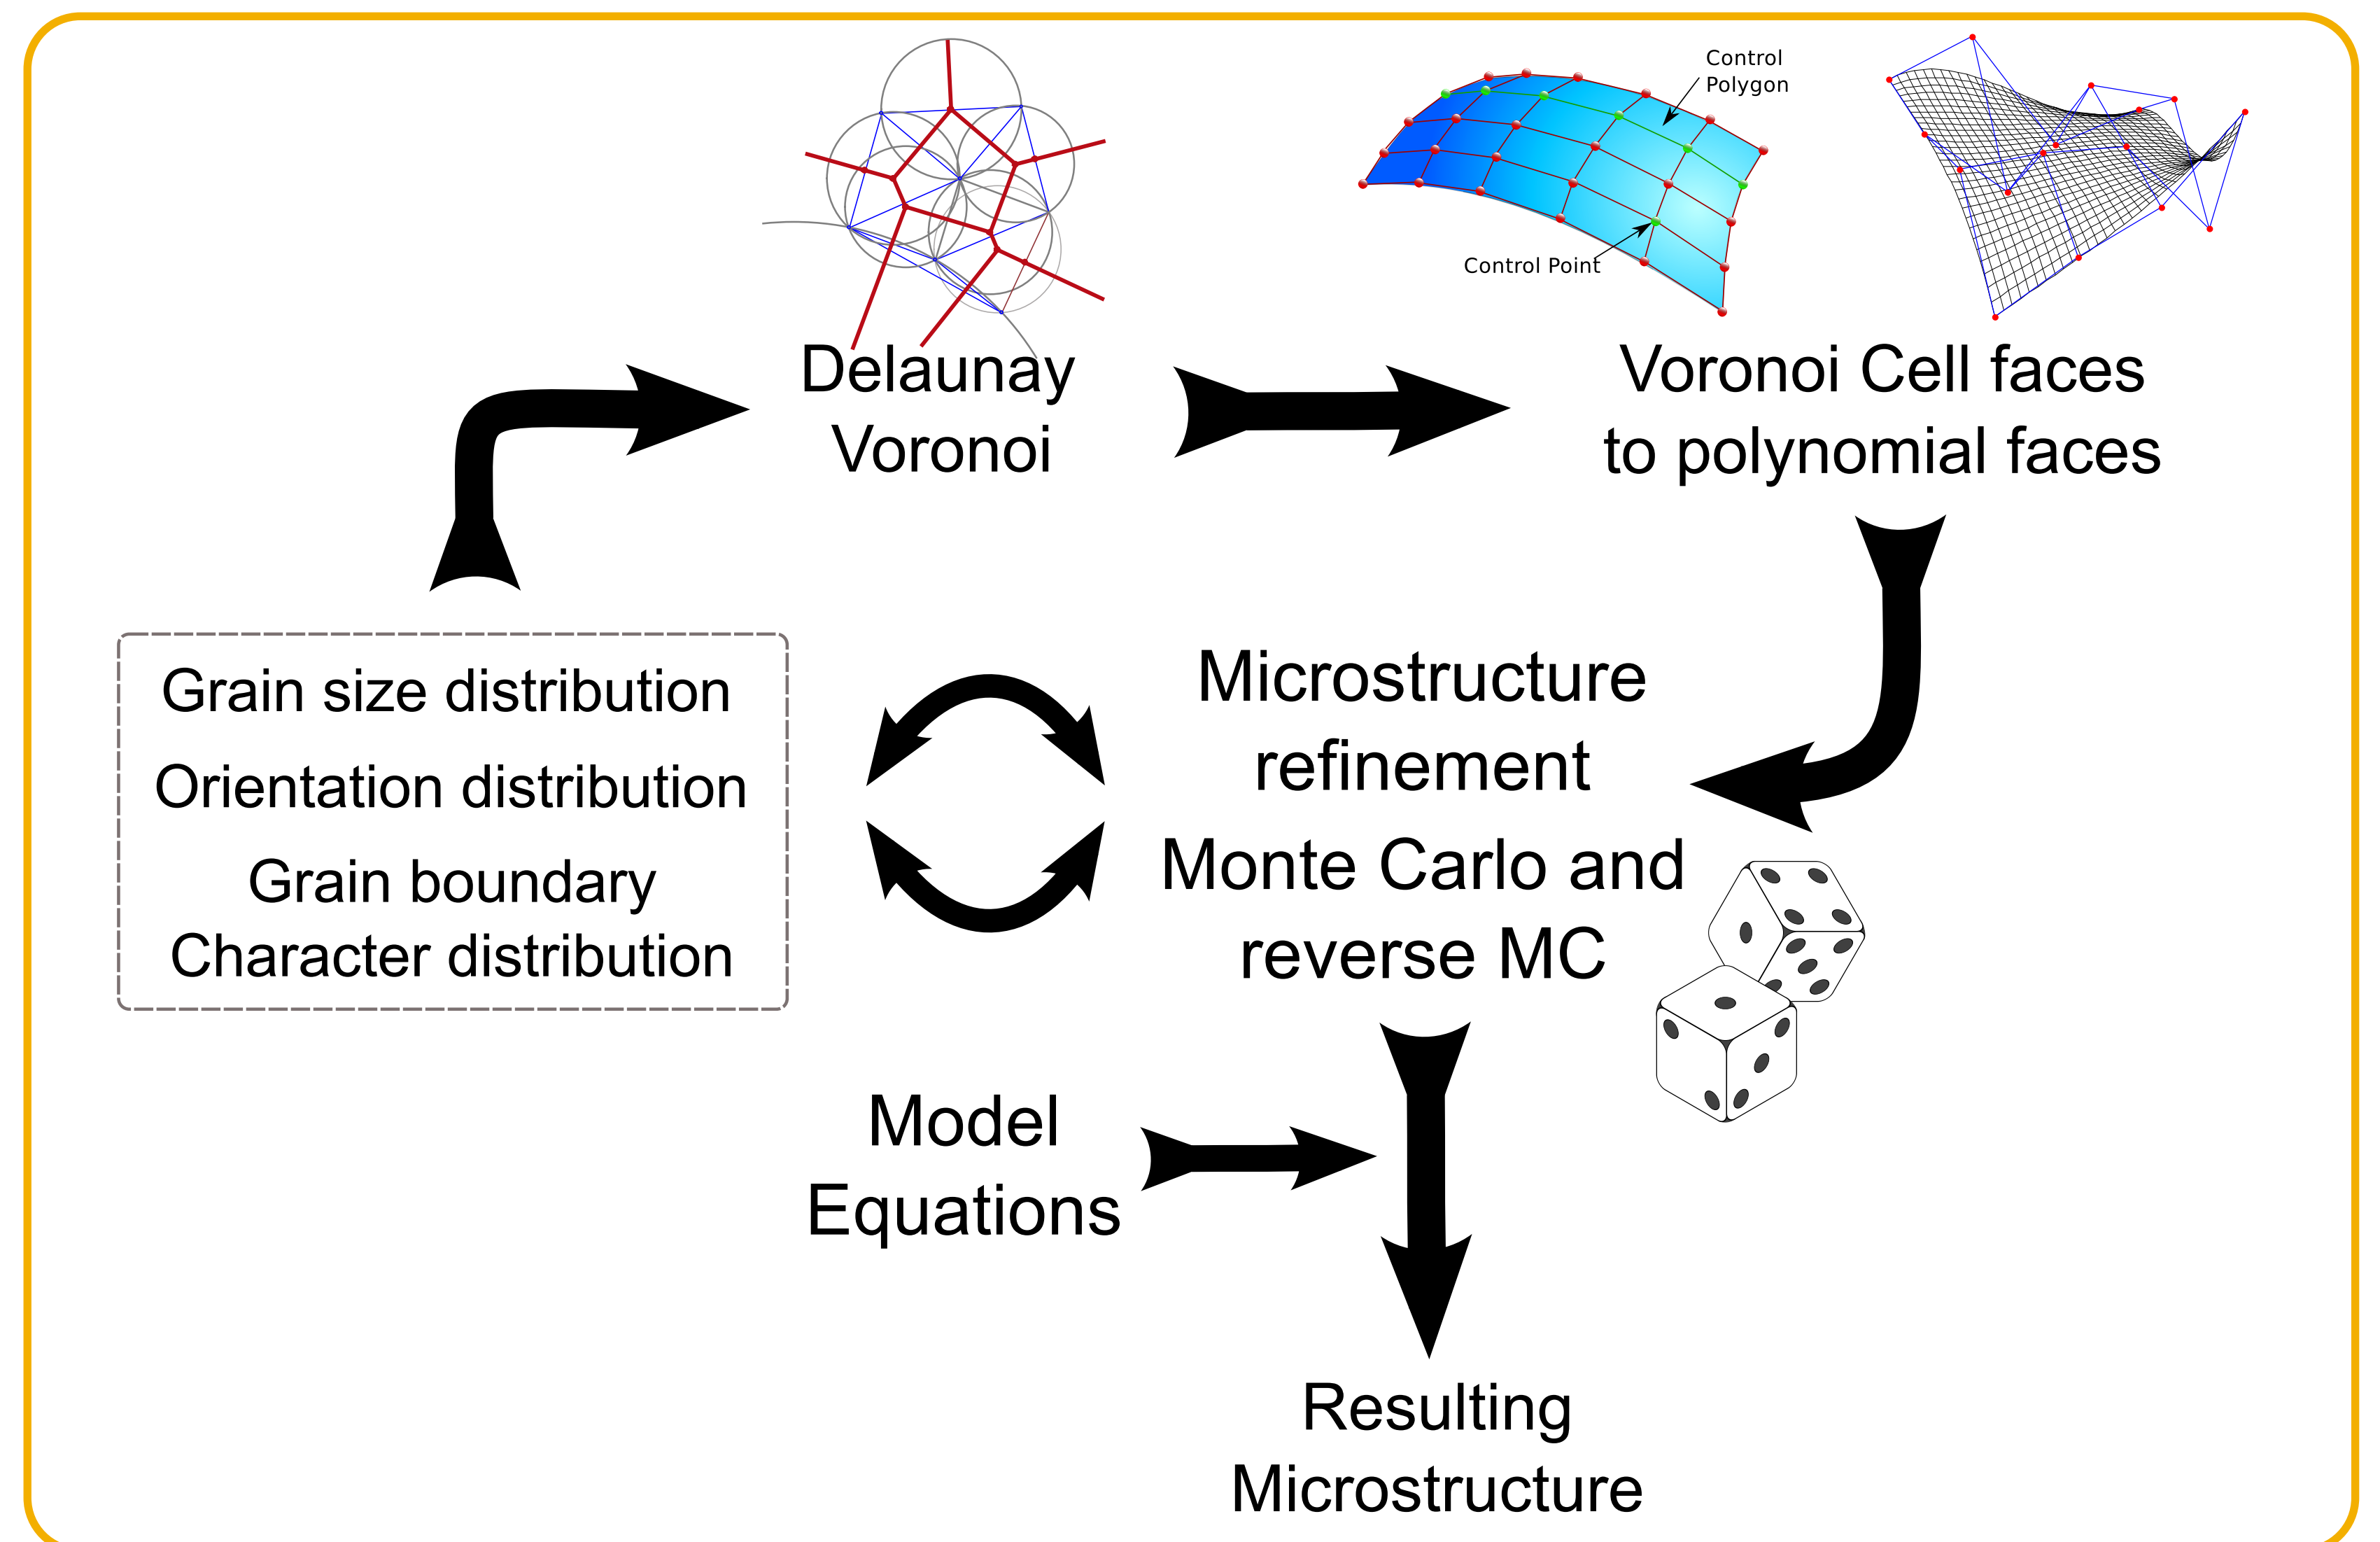 Control
Polygon
Control Point
Delaunay
Voronoi
Voronoi Cell faces
to polynomial faces
Grain size distribution
Orientation distribution
Grain boundary
Character distribution
Microstructure
refinement
Monte Carlo and
reverse MC
Model
Equations
Resulting
Microstructure